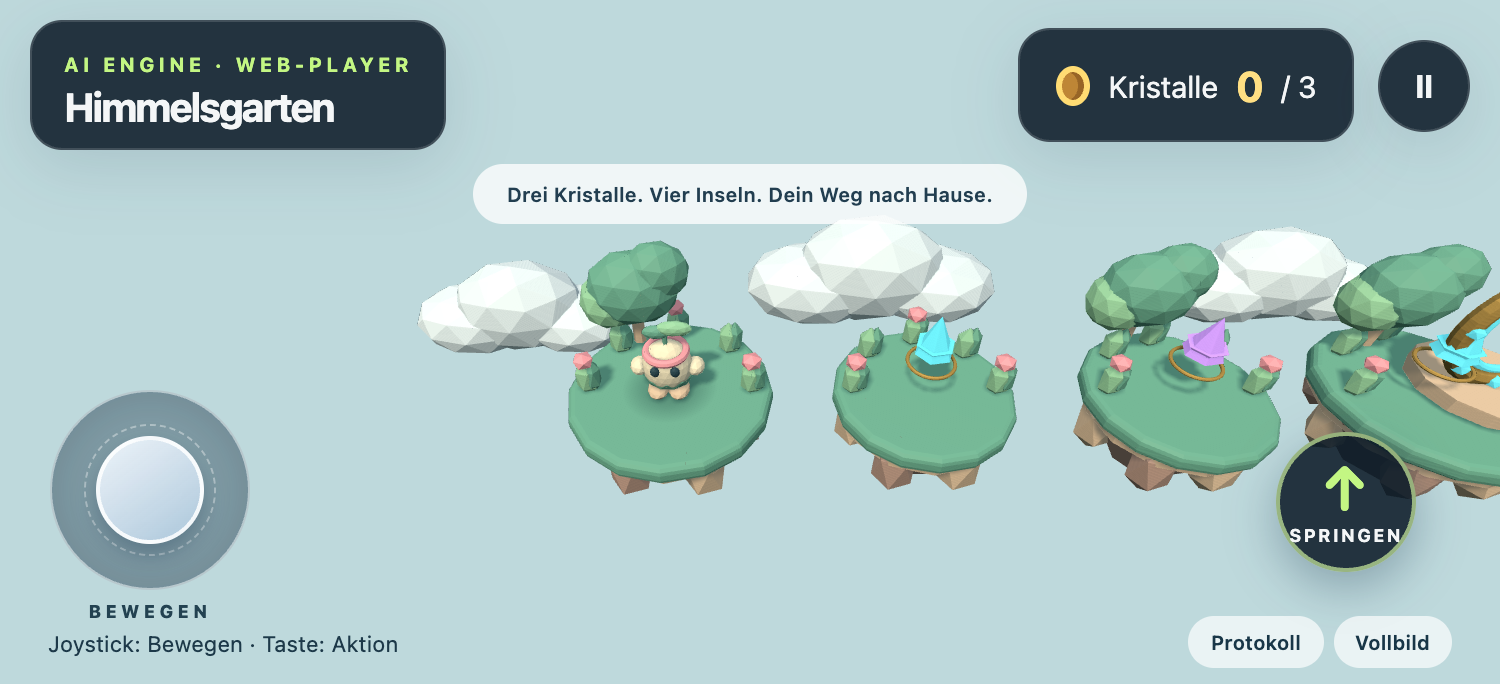 AI ENGINE · WEB-PLAYER
Himmelsgarten
Kristalle 0 / 3
Drei Kristalle. Vier Inseln. Dein Weg nach Hause.
SPRINGEN
BEWEGEN
Joystick: Bewegen · Taste: Aktion
Protokoll
Vollbild